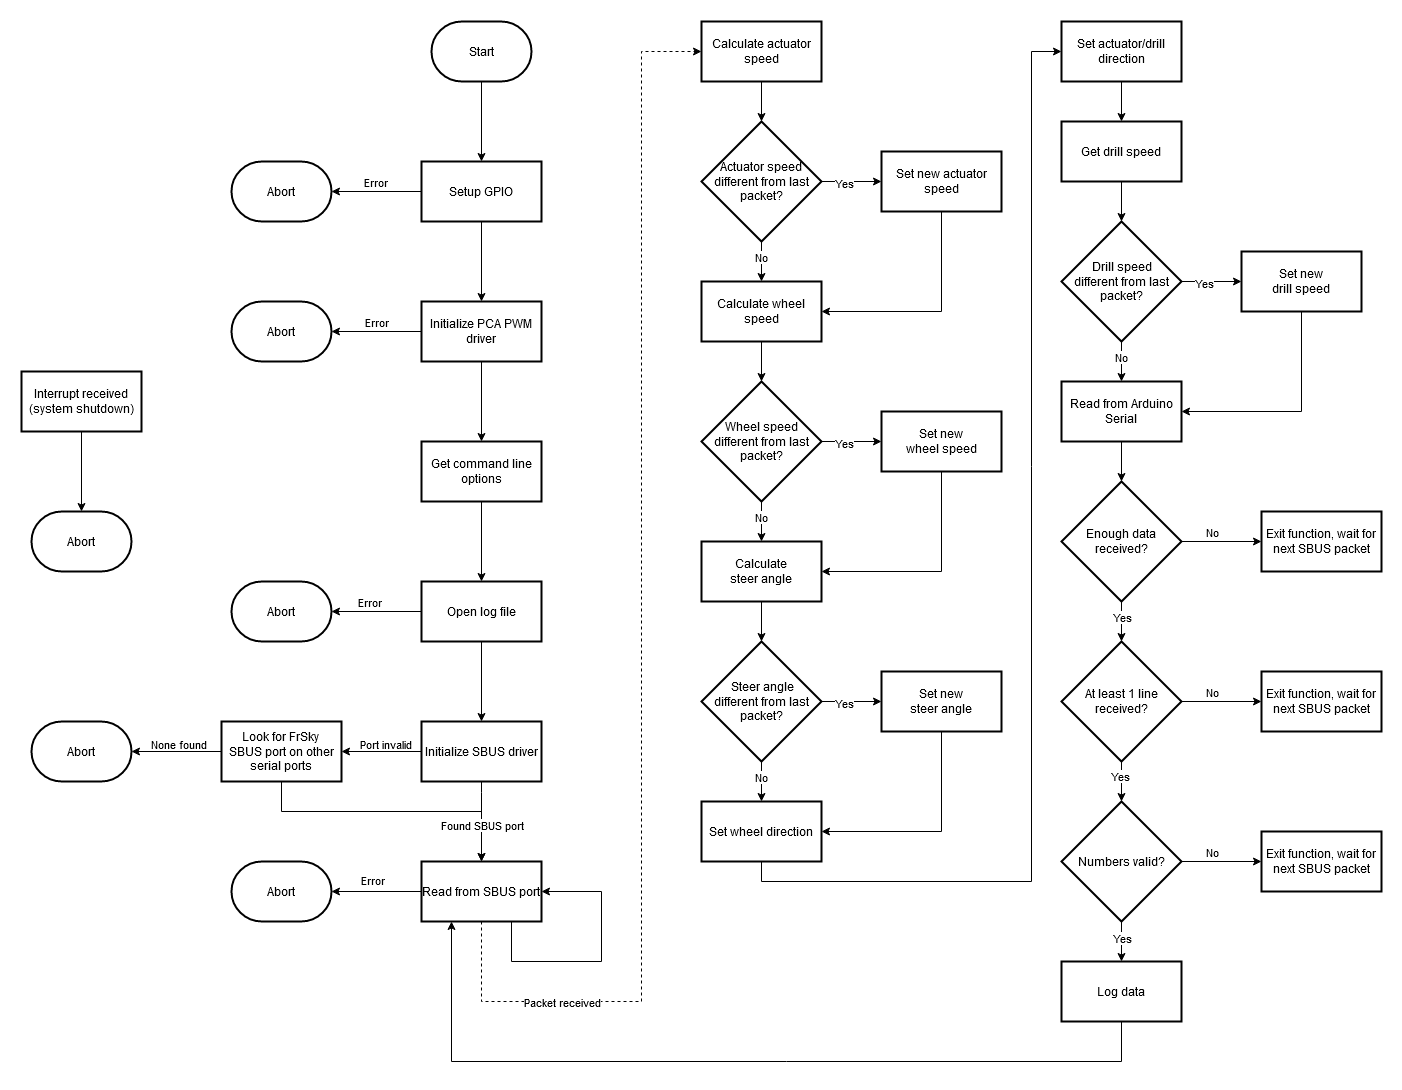 Start
Setup GPIO
Error
Abort
Initialize PCA PWM
driver
Error
Abort
Interrupt received
(system shutdown)
Abort
Get command line
options
Open log file
Error
Abort
Initialize SBUS driver
Port invalid
Look for FrSky
SBUS port on other
serial ports
None found
Abort
Found SBUS port
Read from SBUS port
Error
Abort
Packet received
Calculate actuator
speed
Actuator speed
different from last
packet?
Yes
Set new actuator
speed
No
Calculate wheel
speed
Wheel speed
different from last
packet?
Yes
Set new
wheel speed
No
Calculate
steer angle
Steer angle
different from last
packet?
Yes
Set new
steer angle
No
Set wheel direction
Set actuator/drill
direction
Get drill speed
Drill speed
different from last
packet?
Yes
Set new
drill speed
No
Read from Arduino
Serial
Enough data
received?
No
Exit function, wait for
next SBUS packet
Yes
At least 1 line
received?
No
Exit function, wait for
next SBUS packet
Yes
Numbers valid?
No
Exit function, wait for
next SBUS packet
Yes
Log data